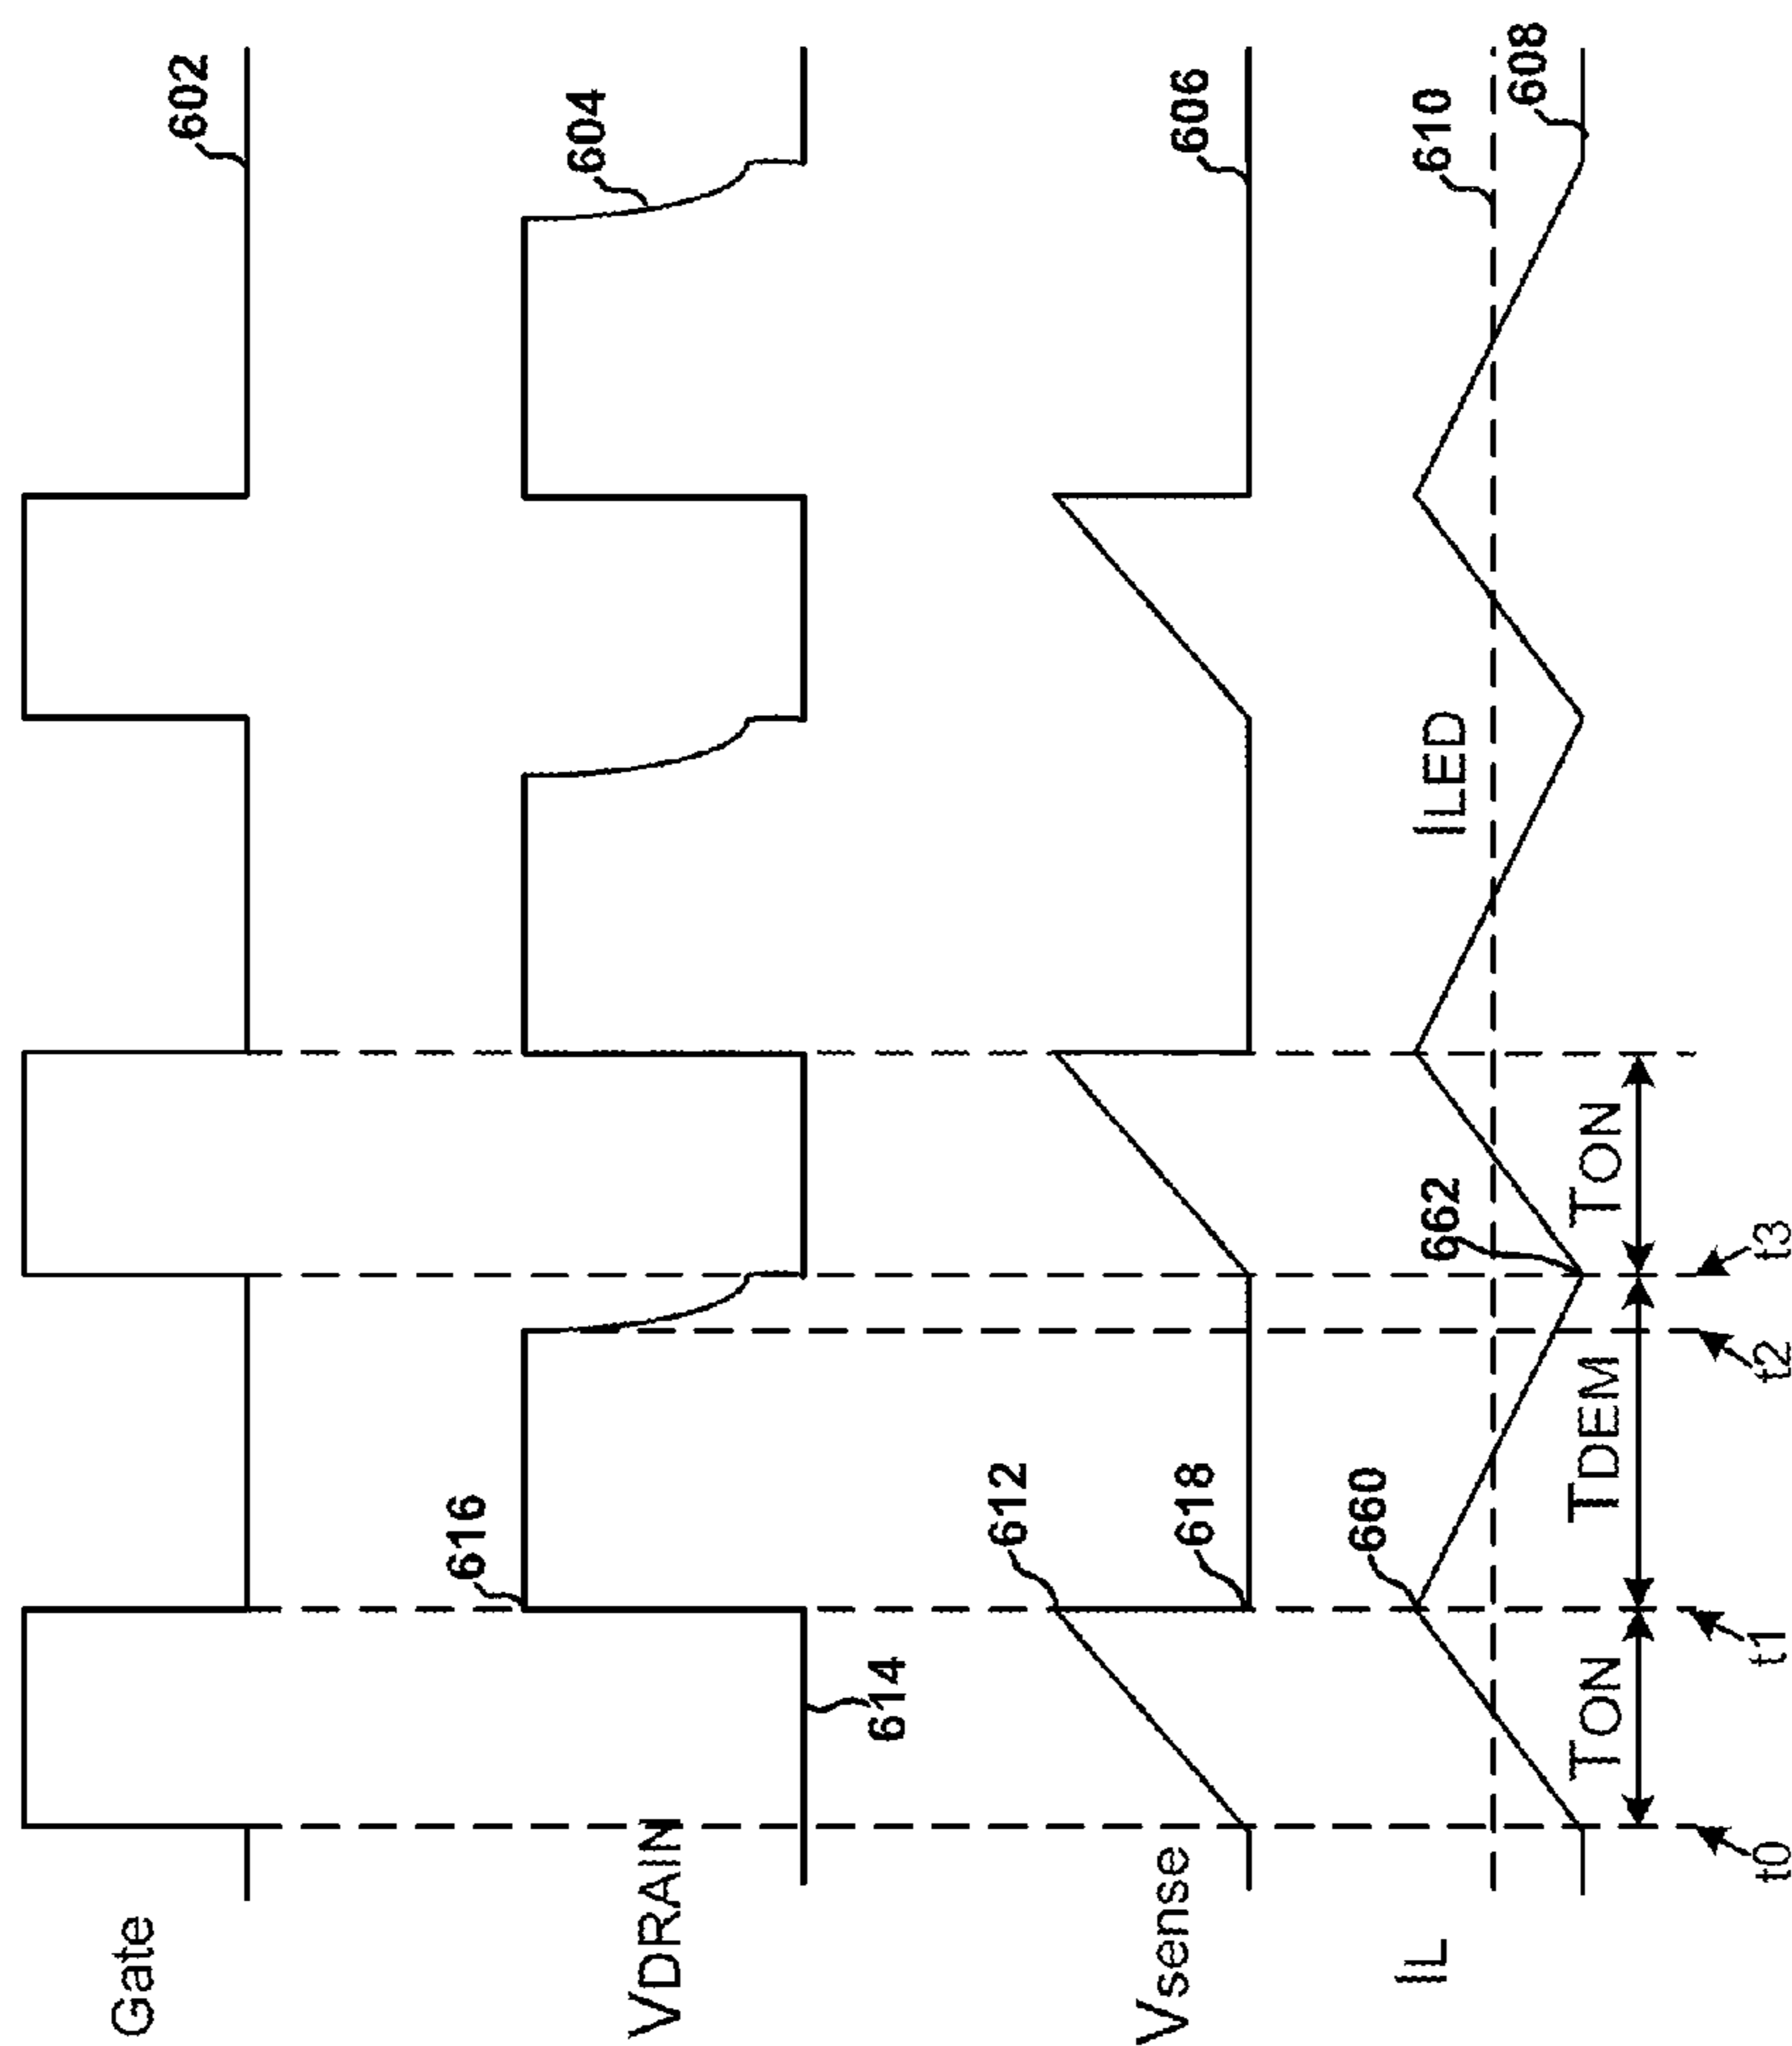 Gate
602
VDRAIN
616
614
604
Vsense
612
618
606
IL
660
662
ILED
610
608
TON
TDEM
TON
t0
t1
t2
t3